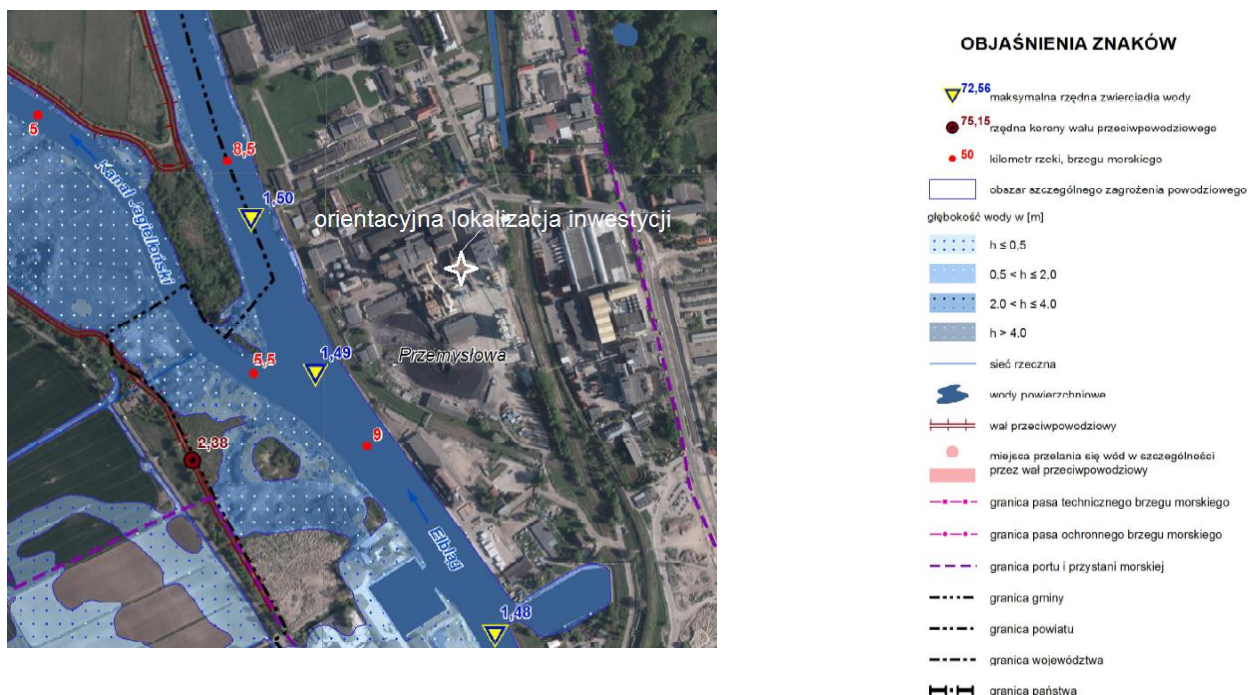 5
8,5
Kanał Jagielloński
1,50
orientacyjna lokalizacja inwestycji
Przemysłowa
1,49
5,5
9
2,38
Elbląg
1,48
OBJAŚNIENIA ZNAKÓW
72,56 maksymalna rzędna zwierciadła wody
75,15 rzędna korony wału przeciwpowodziowego
50 kilometr rzeki, brzegu morskiego
obszar szczególnego zagrożenia powodziowego
głębokość wody w [m]
h ≤ 0,5
0,5 < h ≤ 2,0
2,0 < h ≤ 4,0
h > 4,0
sieć rzeczna
wody powierzchniowe
wał przeciwpowodziowy
miejsca przelania się wód w szczególności
przez wał przeciwpowodziowy
granica pasa technicznego brzegu morskiego
granica pasa ochronnego brzegu morskiego
granica portu i przystani morskiej
granica gminy
granica powiatu
granica województwa
granica państwa